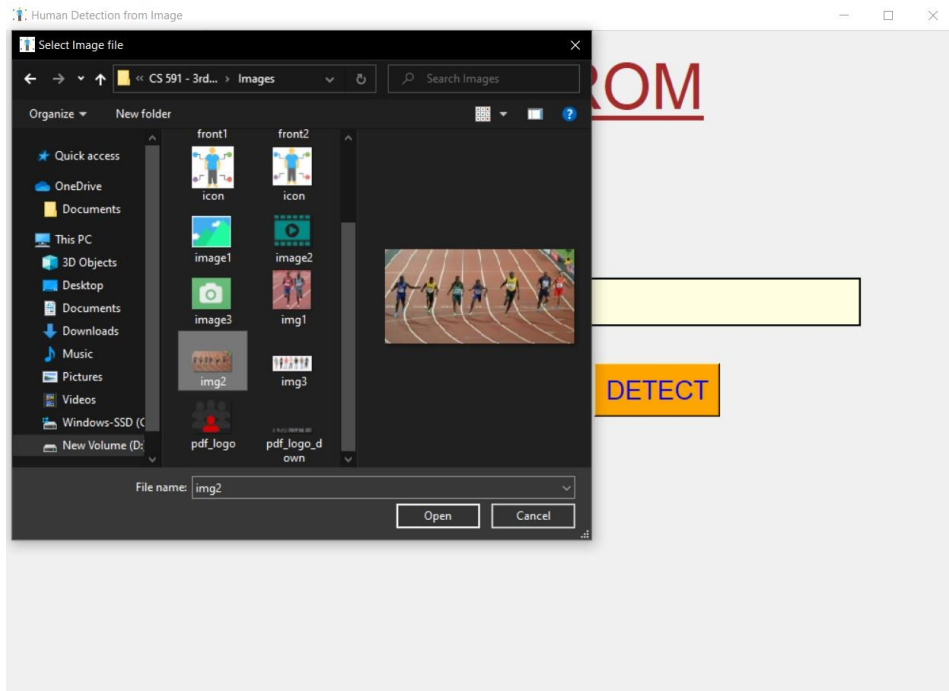 Human Detection from Image
Select Image file
ROM
« CS 591 - 3rd... › Images
Search Images
Organize
New folder
Quick access
OneDrive
Documents
This PC
3D Objects
Desktop
Documents
Downloads
Music
Pictures
Videos
Windows-SSD (C
New Volume (D:
front1
front2
icon
icon
image1
image2
image3
img1
img2
img3
pdf_logo
pdf_logo_d
own
DETECT
File name:
img2
Open
Cancel